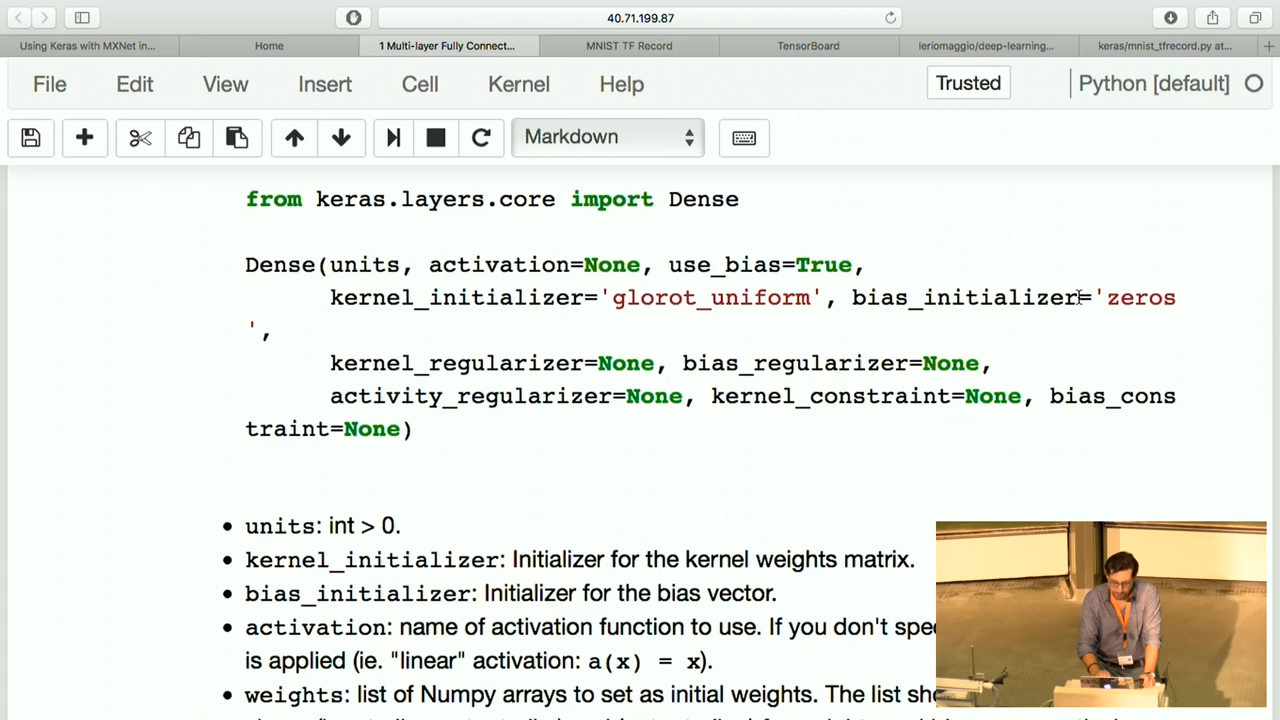 40.71.199.87
Using Keras with MXNet in...
Home
1 Multi-layer Fully Connect...
MNIST TF Record
TensorBoard
leriomaggio/deep-learning...
keras/mnist_tfrecord.py at...
File Edit View Insert Cell Kernel Help Trusted Python [default]
Markdown
from keras.layers.core import Dense
Dense(units, activation=None, use_bias=True,
kernel_initializer='glorot_uniform', bias_initializer='zeros
',
kernel_regularizer=None, bias_regularizer=None,
activity_regularizer=None, kernel_constraint=None, bias_cons
traint=None)
• units: int > 0.
• kernel_initializer: Initializer for the kernel weights matrix.
• bias_initializer: Initializer for the bias vector.
• activation: name of activation function to use. If you don't spe
is applied (ie. "linear" activation: a(x) = x).
• weights: list of Numpy arrays to set as initial weights. The list sh